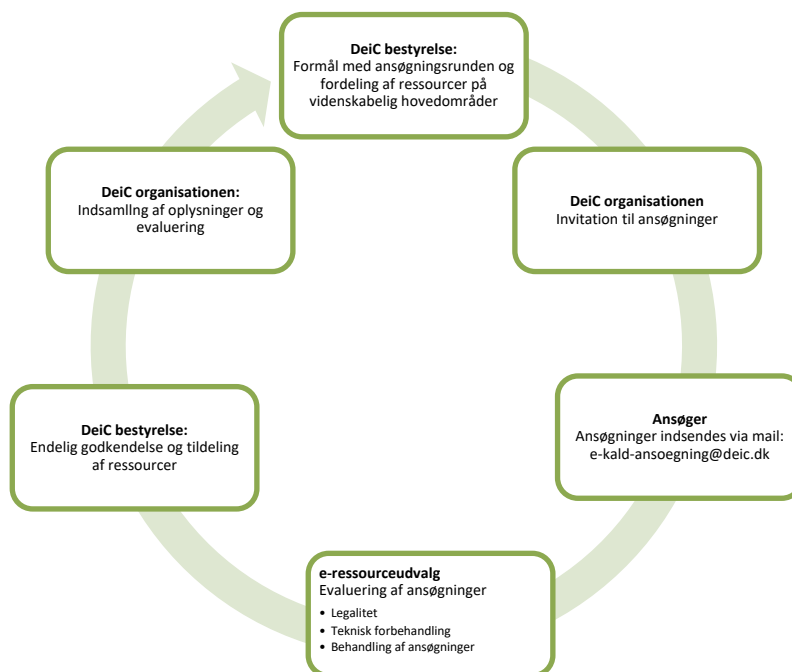 DeiC bestyrelse:
Formål med ansøgningsrunden og
fordeling af ressourcer på
videnskabelig hovedområder
DeiC organisationen
Invitation til ansøgninger
Ansøger
Ansøgninger indsendes via mail:
e-kald-ansoegning@deic.dk
e-ressourceudvalg
Evaluering af ansøgninger
• Legalitet
• Teknisk forbehandling
• Behandling af ansøgninger
DeiC bestyrelse:
Endelig godkendelse og tildeling
af ressourcer
DeiC organisationen:
Indsamllng af oplysninger og
evaluering